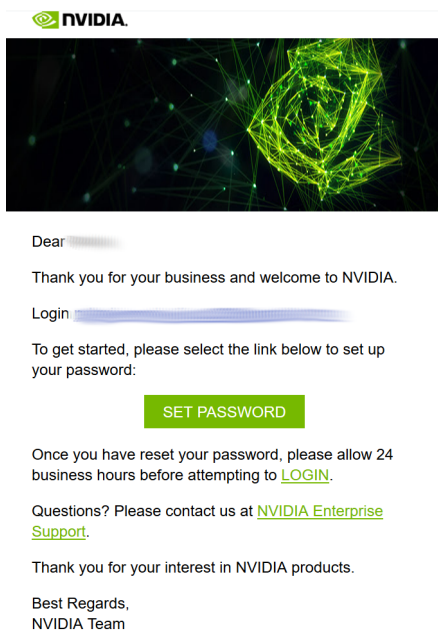 NVIDIA.
Dear
Thank you for your business and welcome to NVIDIA.
Login
To get started, please select the link below to set up
your password:
SET PASSWORD
Once you have reset your password, please allow 24
business hours before attempting to LOGIN.
Questions? Please contact us at NVIDIA Enterprise
Support.
Thank you for your interest in NVIDIA products.
Best Regards,
NVIDIA Team